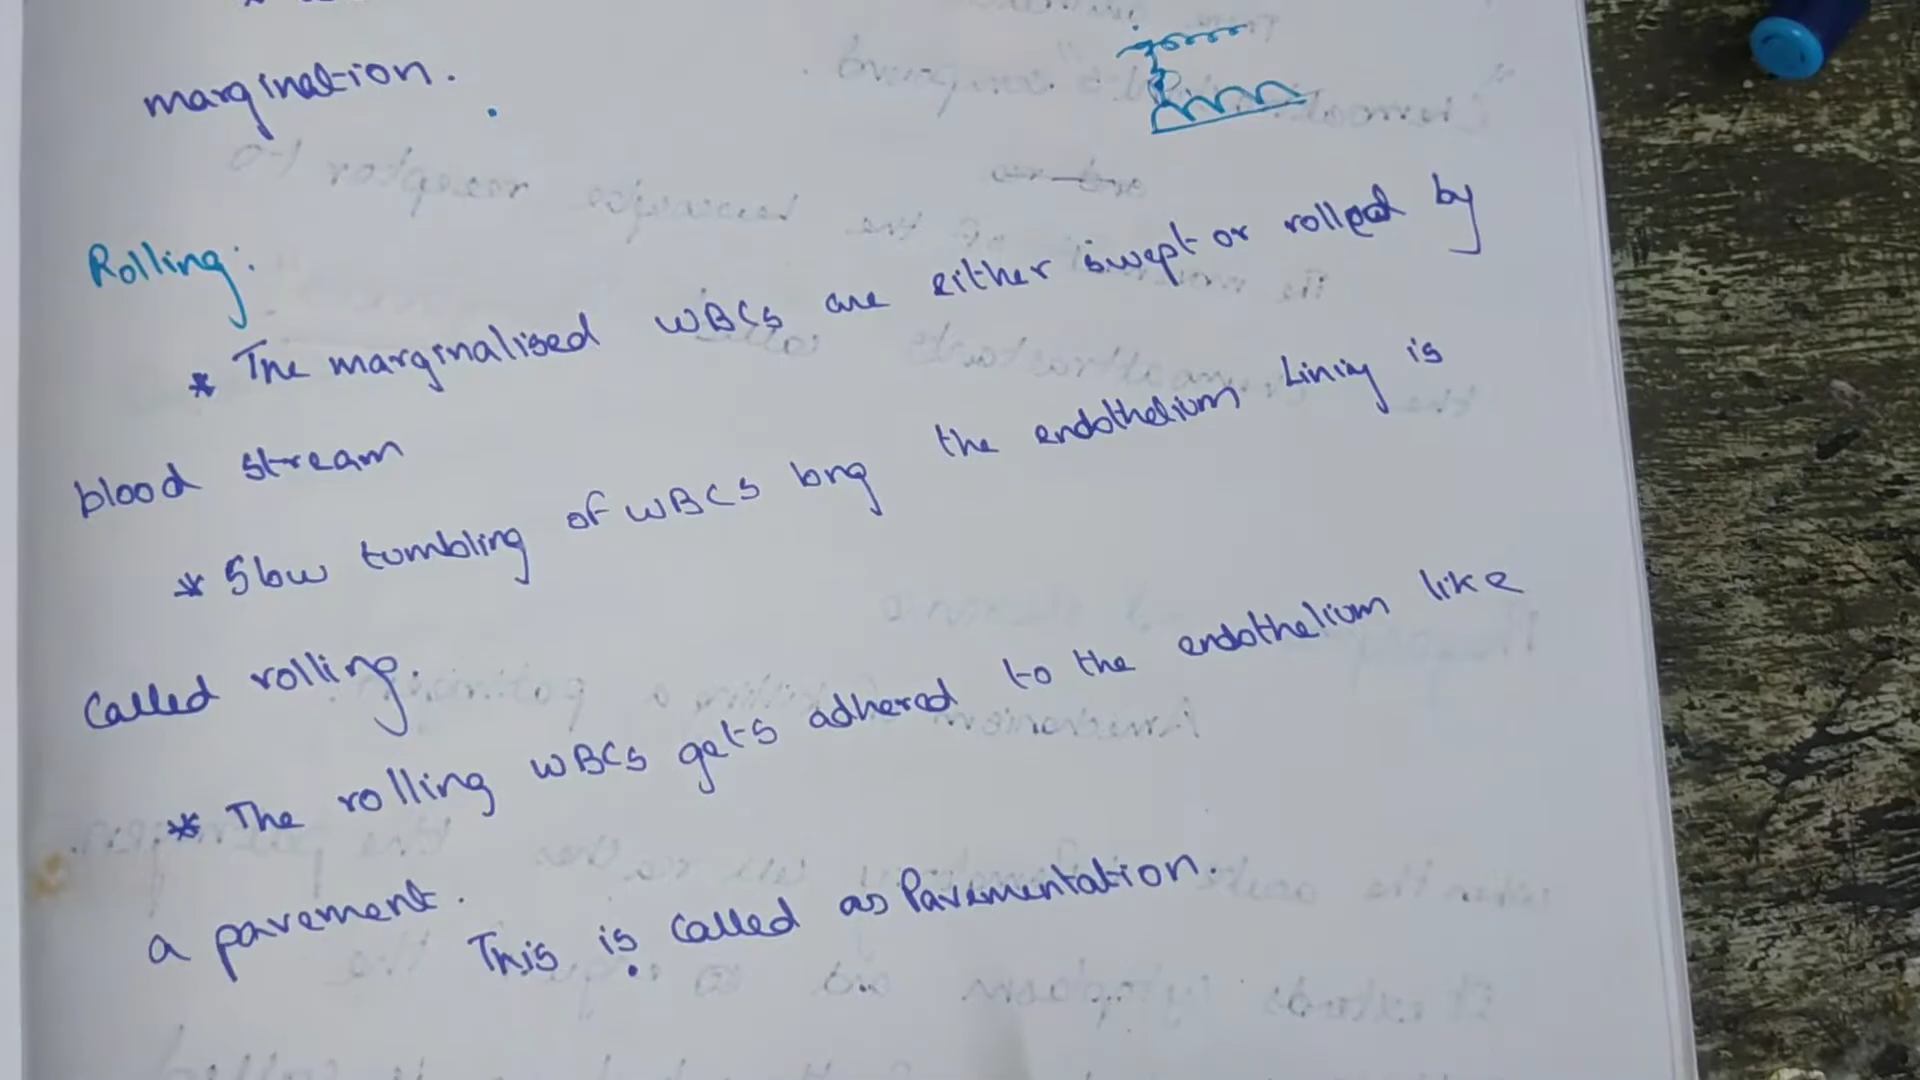 margination.
Rolling:
* The marginalised WBCs are either swept or rolled by
blood stream
* Slow tumbling of WBCs long the endothelium Lining is
called rolling.
* The rolling WBCs gets adhered to the endothelium like
a pavement.
This is called as Pavementation.